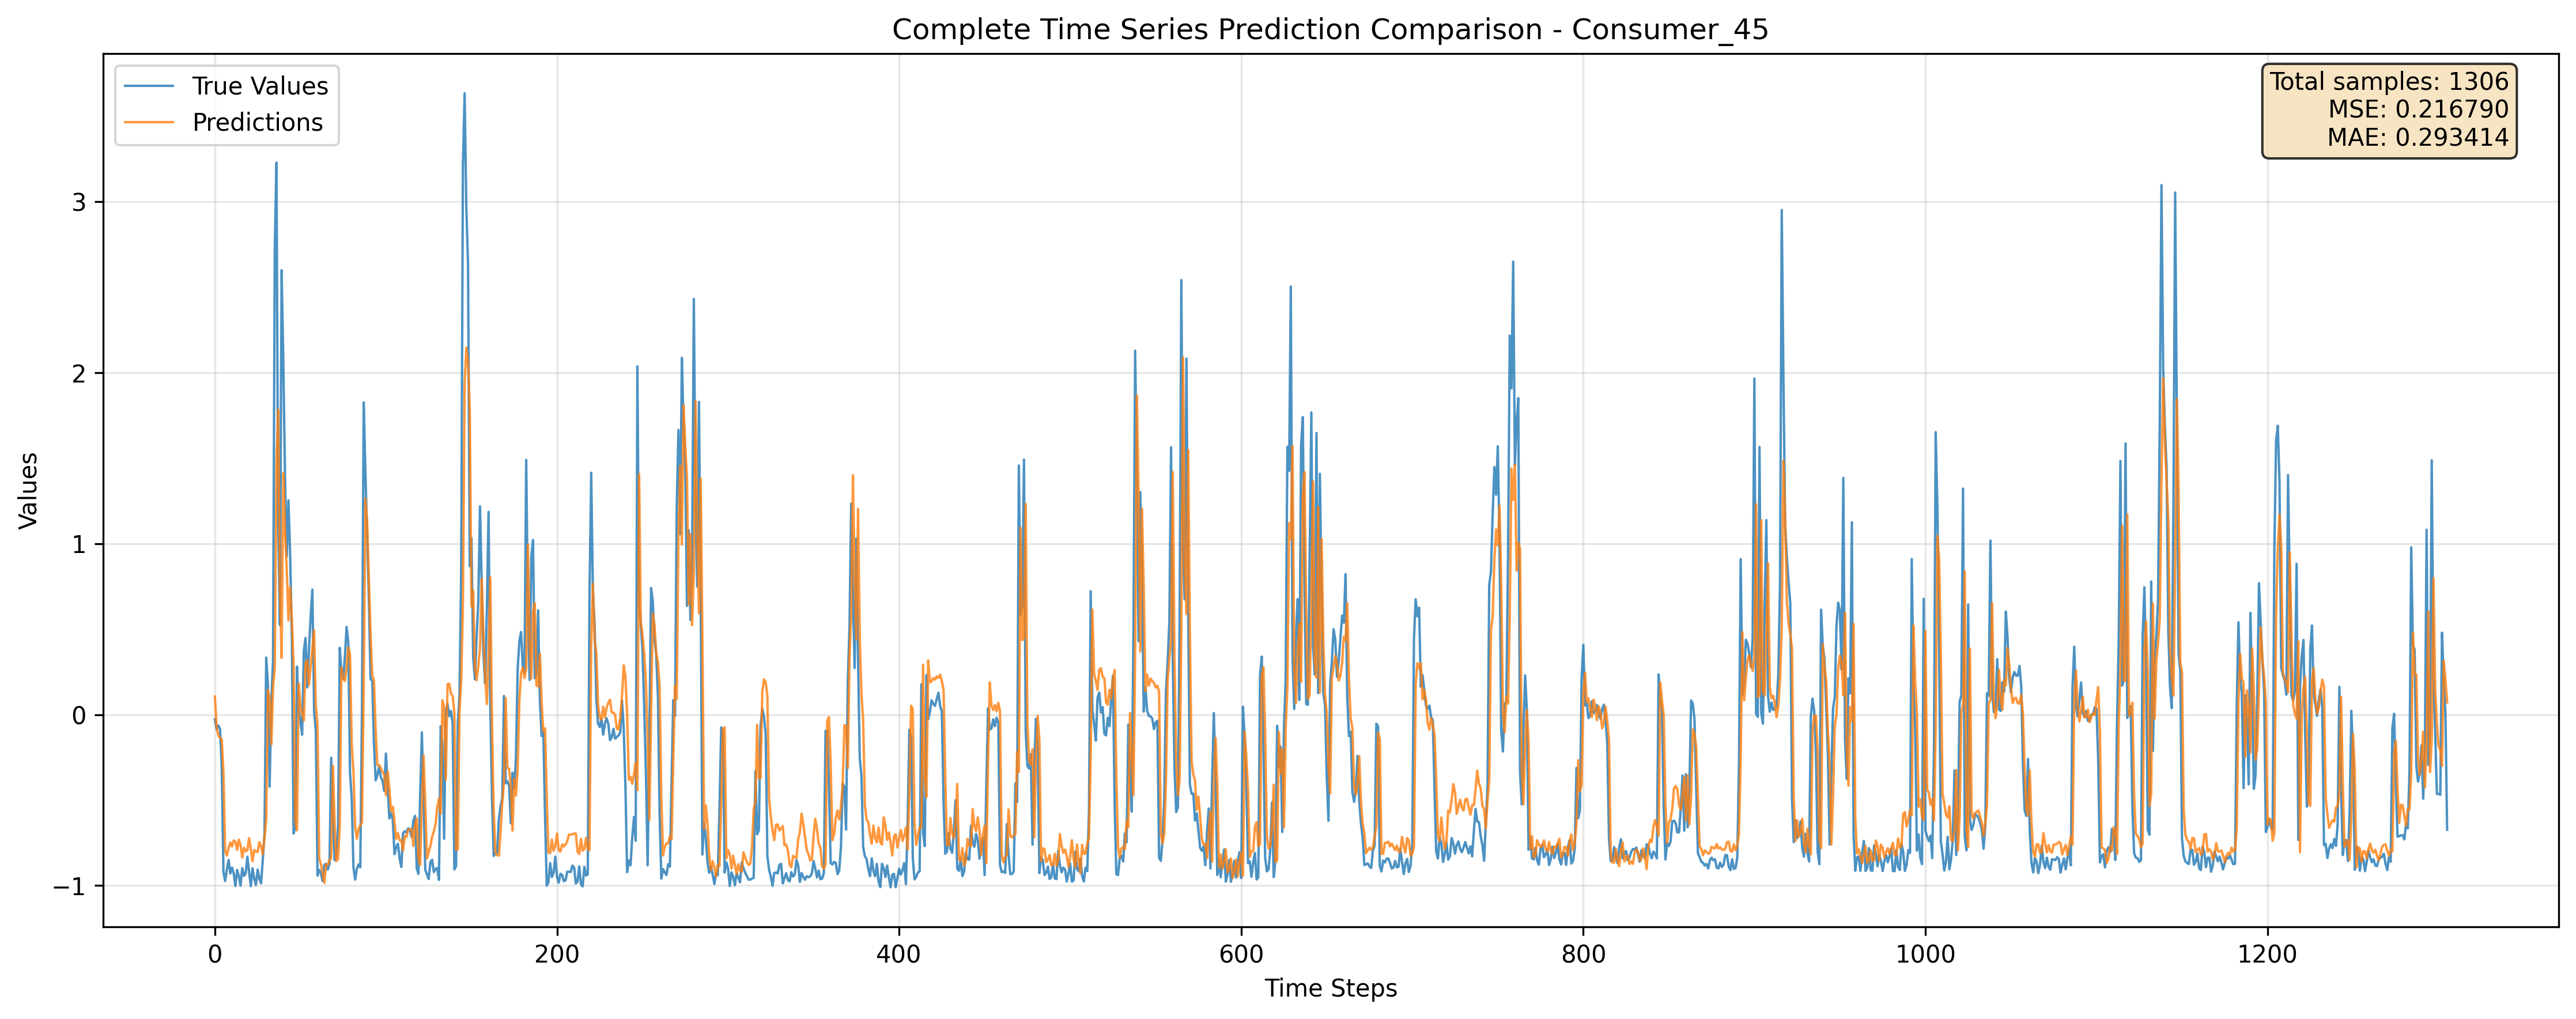 Complete Time Series Prediction Comparison - Consumer_45
True Values
Predictions
Total samples: 1306
MSE: 0.216790
MAE: 0.293414
Values
3
2
1
0
−1
0
200
400
600
800
1000
1200
Time Steps